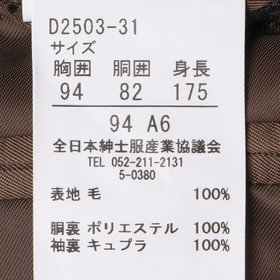 D2503-31
サイズ
胸囲 胴囲 身長
94 82 175
94 A6
全日本紳士服産業協議会
TEL 052-211-2131
5-0380
表地 毛 100%
胴裏 ポリエステル 100%
袖裏 キュプラ 100%